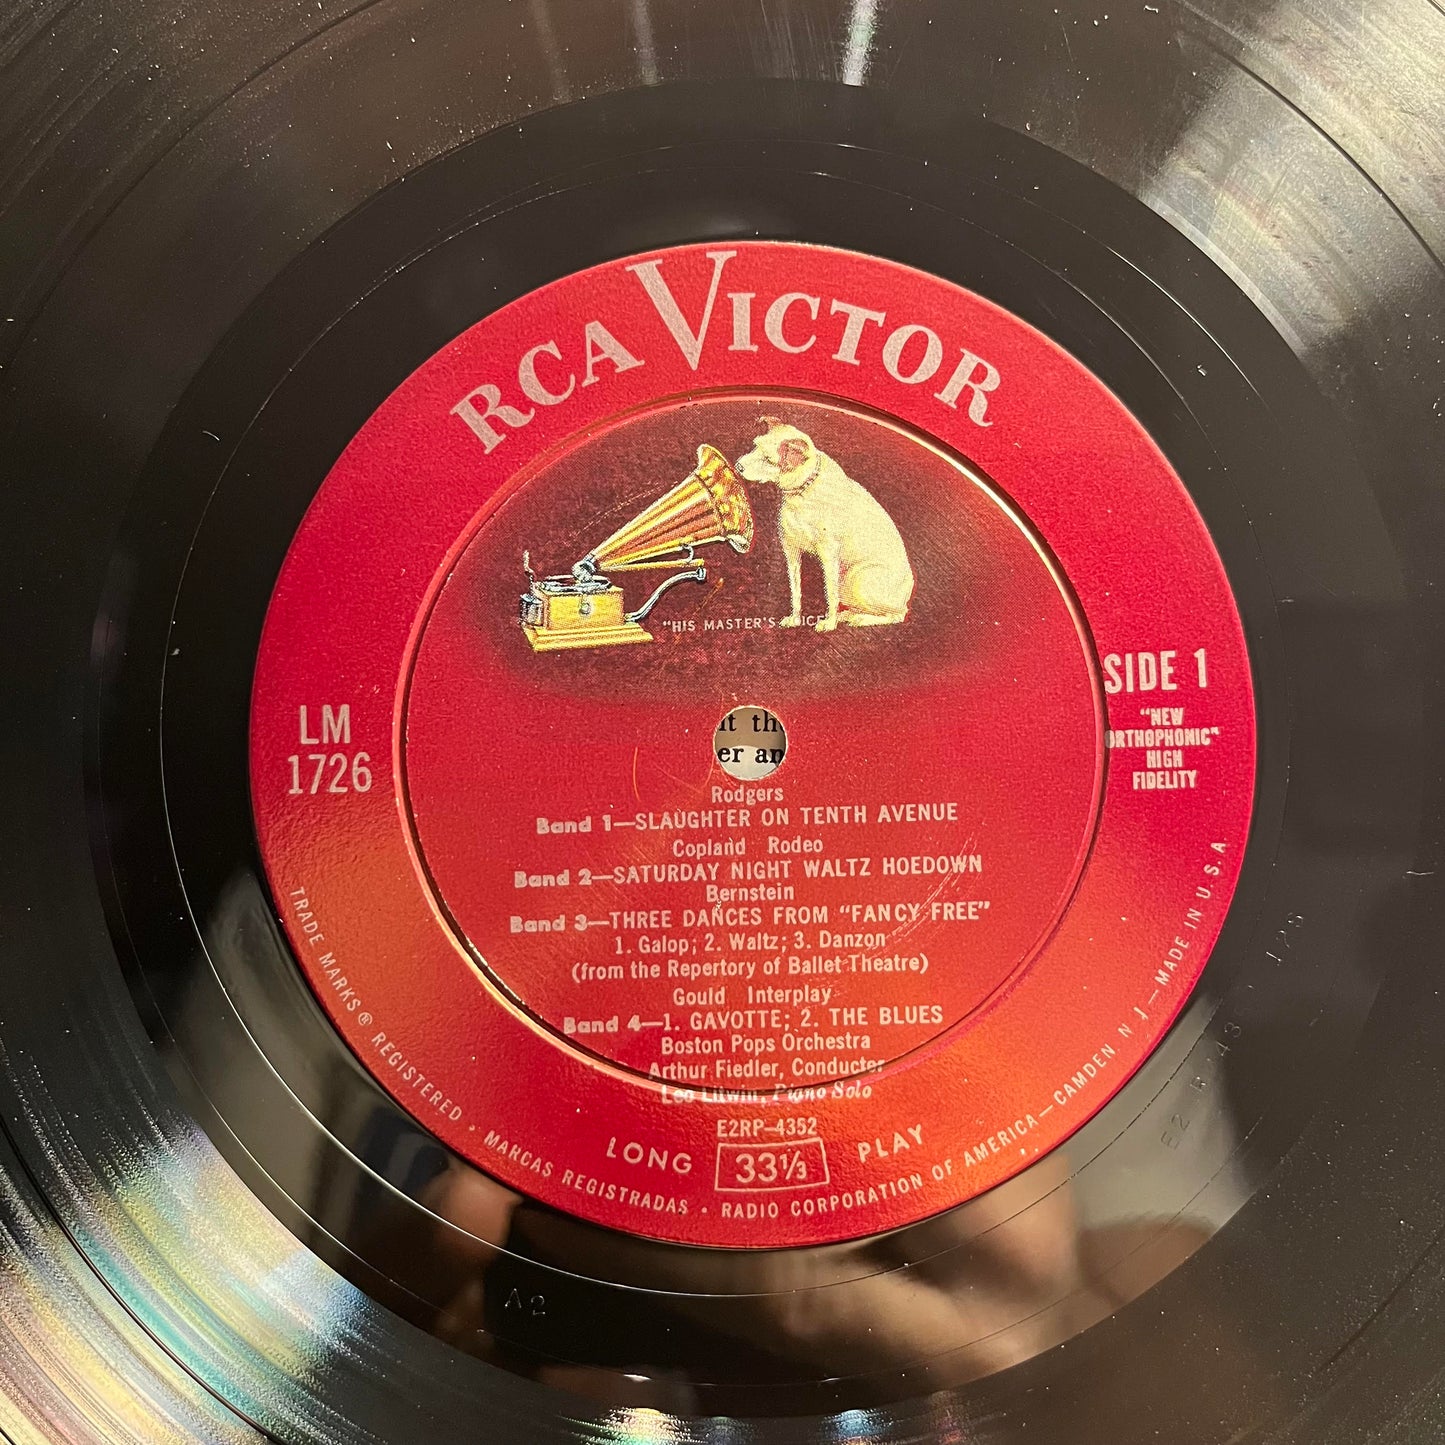 RCA VICTOR
"HIS MASTER'S VOICE"
SIDE 1
"NEW
ORTHOPHONIC"
HIGH
FIDELITY
LM
1726
it th
er an
Rodgers
Band 1—SLAUGHTER ON TENTH AVENUE
Copland Rodeo
Band 2—SATURDAY NIGHT WALTZ HOEDOWN
Bernstein
Band 3—THREE DANCES FROM "FANCY FREE"
1. Galop; 2. Waltz; 3. Danzon
(from the Repertory of Ballet Theatre)
Gould Interplay
Band 4—1. GAVOTTE; 2. THE BLUES
Boston Pops Orchestra
Arthur Fiedler, Conductor
Leo Litwin, Piano Solo
E2RP-4352
LONG 33⅓ PLAY
TRADE MARKS ® REGISTERED • MARCAS REGISTRADAS • RADIO CORPORATION OF AMERICA—CAMDEN N J—MADE IN U.S.A.
A2